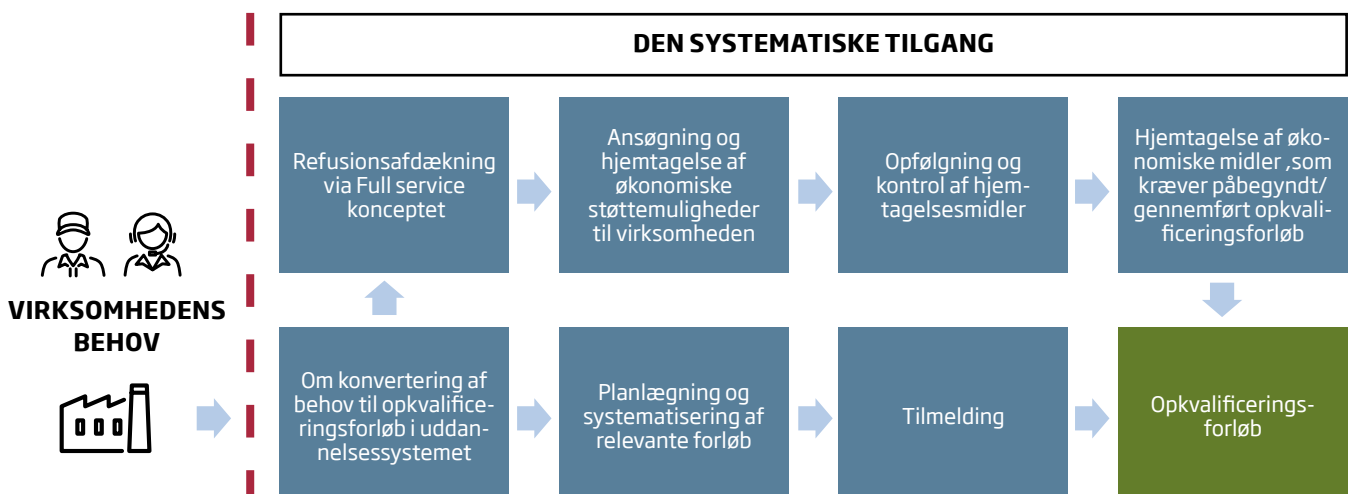 DEN SYSTEMATISKE TILGANG
Refusionsafdækning
via Full service
konceptet
Ansøgning og
hjemtagelse af
økonomiske
støttemuligheder
til virksomheden
Opfølgning og
kontrol af hjem-
tagelsesmidler
Hjemtagelse af øko-
nomiske midler ,som
kræver påbegyndt/
gennemført opkvali-
ficeringsforløb
VIRKSOMHEDENS
BEHOV
Om konvertering af
behov til opkvalifice-
ringsforløb i uddan-
nelsessystemet
Planlægning og
systematisering af
relevante forløb
Tilmelding
Opkvalificerings-
forløb